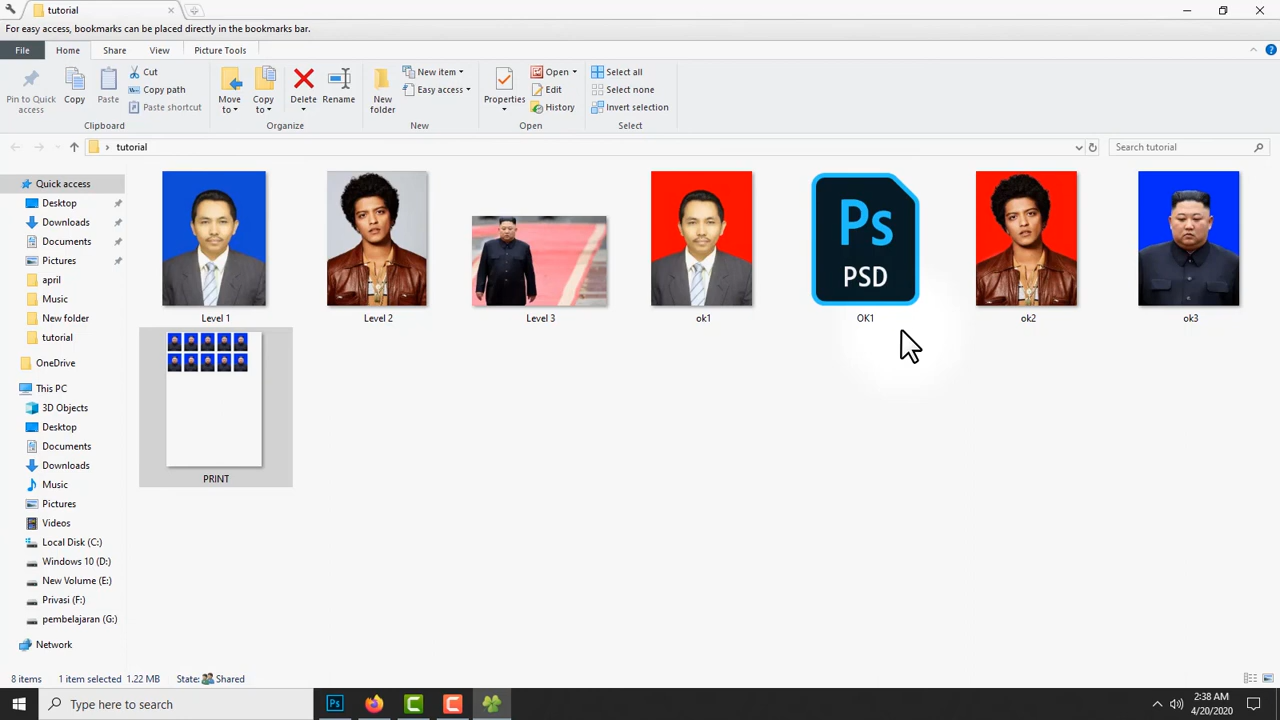 tutorial
For easy access, bookmarks can be placed directly in the bookmarks bar.
File Home Share View Picture Tools
Pin to Quick access
Copy
Paste
Cut
Copy path
Paste shortcut
Clipboard
Move to
Copy to
Delete
Rename
Organize
New folder
New item
Easy access
New
Properties
Open
Edit
History
Open
Select all
Select none
Invert selection
Select
tutorial
Search tutorial
Quick access
Desktop
Downloads
Documents
Pictures
april
Music
New folder
tutorial
OneDrive
This PC
3D Objects
Desktop
Documents
Downloads
Music
Pictures
Videos
Local Disk (C:)
Windows 10 (D:)
New Volume (E:)
Privasi (F:)
pembelajaran (G:)
Network
Level 1
Level 2
Level 3
ok1
Ps
PSD
OK1
ok2
ok3
PRINT
8 items 1 item selected 1.22 MB State: Shared
Type here to search
Ps
2:38 AM
4/20/2020